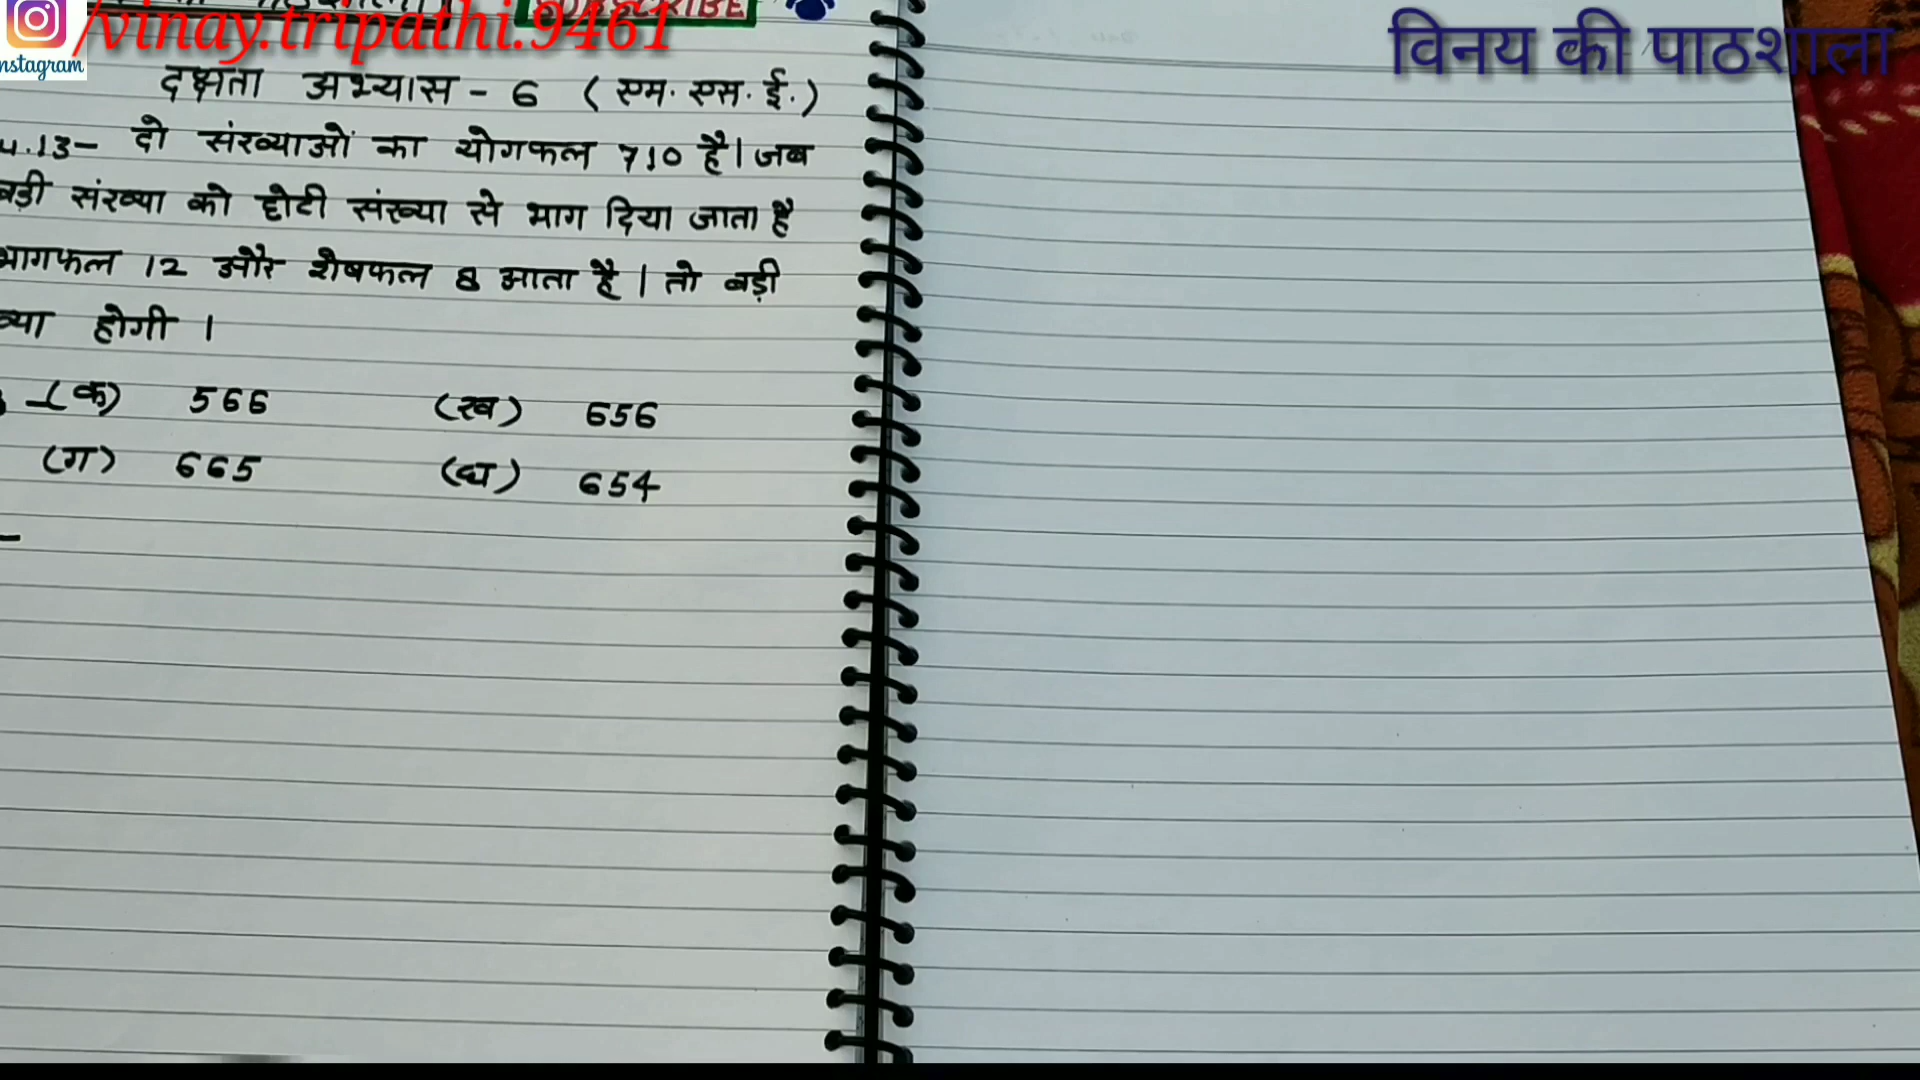 /vinay.tripathi.9461
Instagram
SUBSCRIBE
विनय की पाठशाला
दक्षता अभ्यास - 6 (एम. एस. ई.)
13- दो संख्याओं का योगफल 710 है। जब
बड़ी संख्या को छोटी संख्या से भाग दिया जाता है
भागफल 12 और शेषफल 8 आता है। तो बड़ी
होगी ।
(क) 566 (ख) 656
(ग) 665 (घ) 654